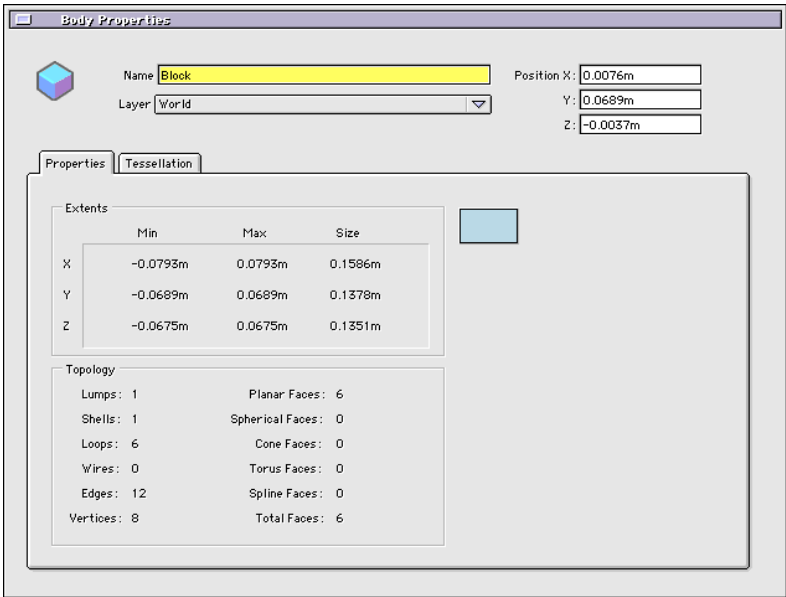 Body Properties
Name Block
Position X: 0.0076m
Layer World
Y: 0.0689m
Z: -0.0037m
Properties Tessellation
Extents
Min Max Size
X -0.0793m 0.0793m 0.1586m
Y -0.0689m 0.0689m 0.1378m
Z -0.0675m 0.0675m 0.1351m
Topology
Lumps: 1 Planar Faces: 6
Shells: 1 Spherical Faces: 0
Loops: 6 Cone Faces: 0
Wires: 0 Torus Faces: 0
Edges: 12 Spline Faces: 0
Vertices: 8 Total Faces: 6